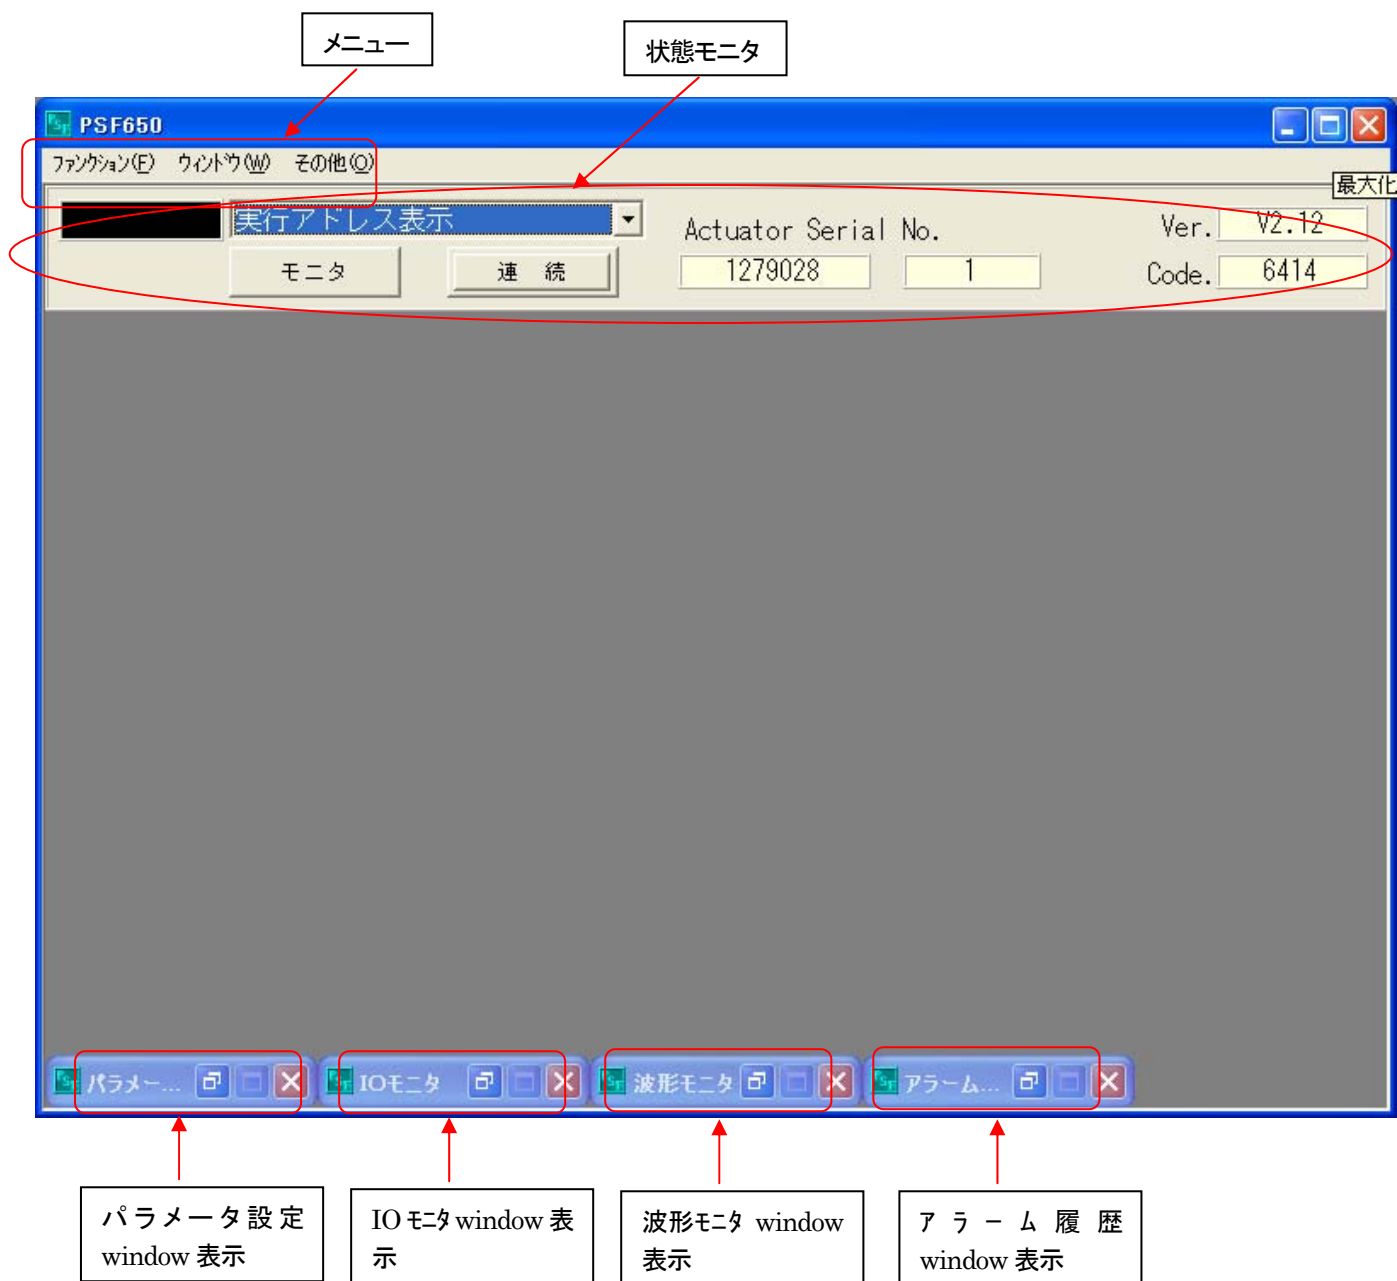 メニュー
状態モニタ
PSF650
ファンクション(F) ウィンドウ(W) その他(O)
最大化
実行アドレス表示
Actuator Serial No.
Ver. V2.12
モニタ 連 続
1279028 1
Code. 6414
パラメー... IOモニタ 波形モニタ アラーム...
パラメータ設定
window 表示
IO モニタ window 表
示
波形モニタ window
表示
アラーム履歴
window 表示